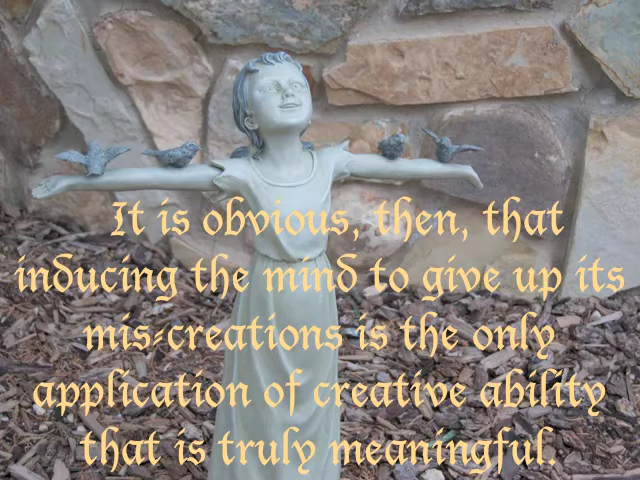 It is obvious, then, that
inducing the mind to give up its
mis-creations is the only
application of creative ability
that is truly meaningful.